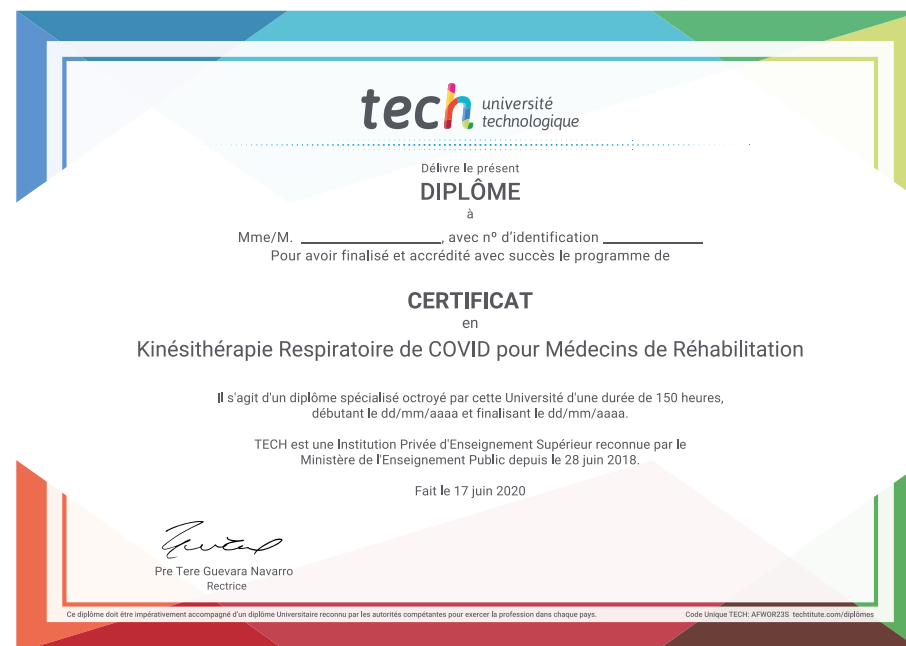 tech université
technologique
Délivre le présent
DIPLÔME
à
Mme/M. ____________________, avec nº d'identification ______________
Pour avoir finalisé et accrédité avec succès le programme de
CERTIFICAT
en
Kinésithérapie Respiratoire de COVID pour Médecins de Réhabilitation
Il s'agit d'un diplôme spécialisé octroyé par cette Université d'une durée de 150 heures,
débutant le dd/mm/aaaa et finalisant le dd/mm/aaaa.
TECH est une Institution Privée d'Enseignement Supérieur reconnue par le
Ministère de l'Enseignement Public depuis le 28 juin 2018.
Fait le 17 juin 2020
Pre Tere Guevara Navarro
Rectrice
Ce diplôme doit être impérativement accompagné d'un diplôme Universitaire reconnu par les autorités compétantes pour exercer la profession dans chaque pays. Code Unique TECH: AFWOR23S techtitute.com/diplômes